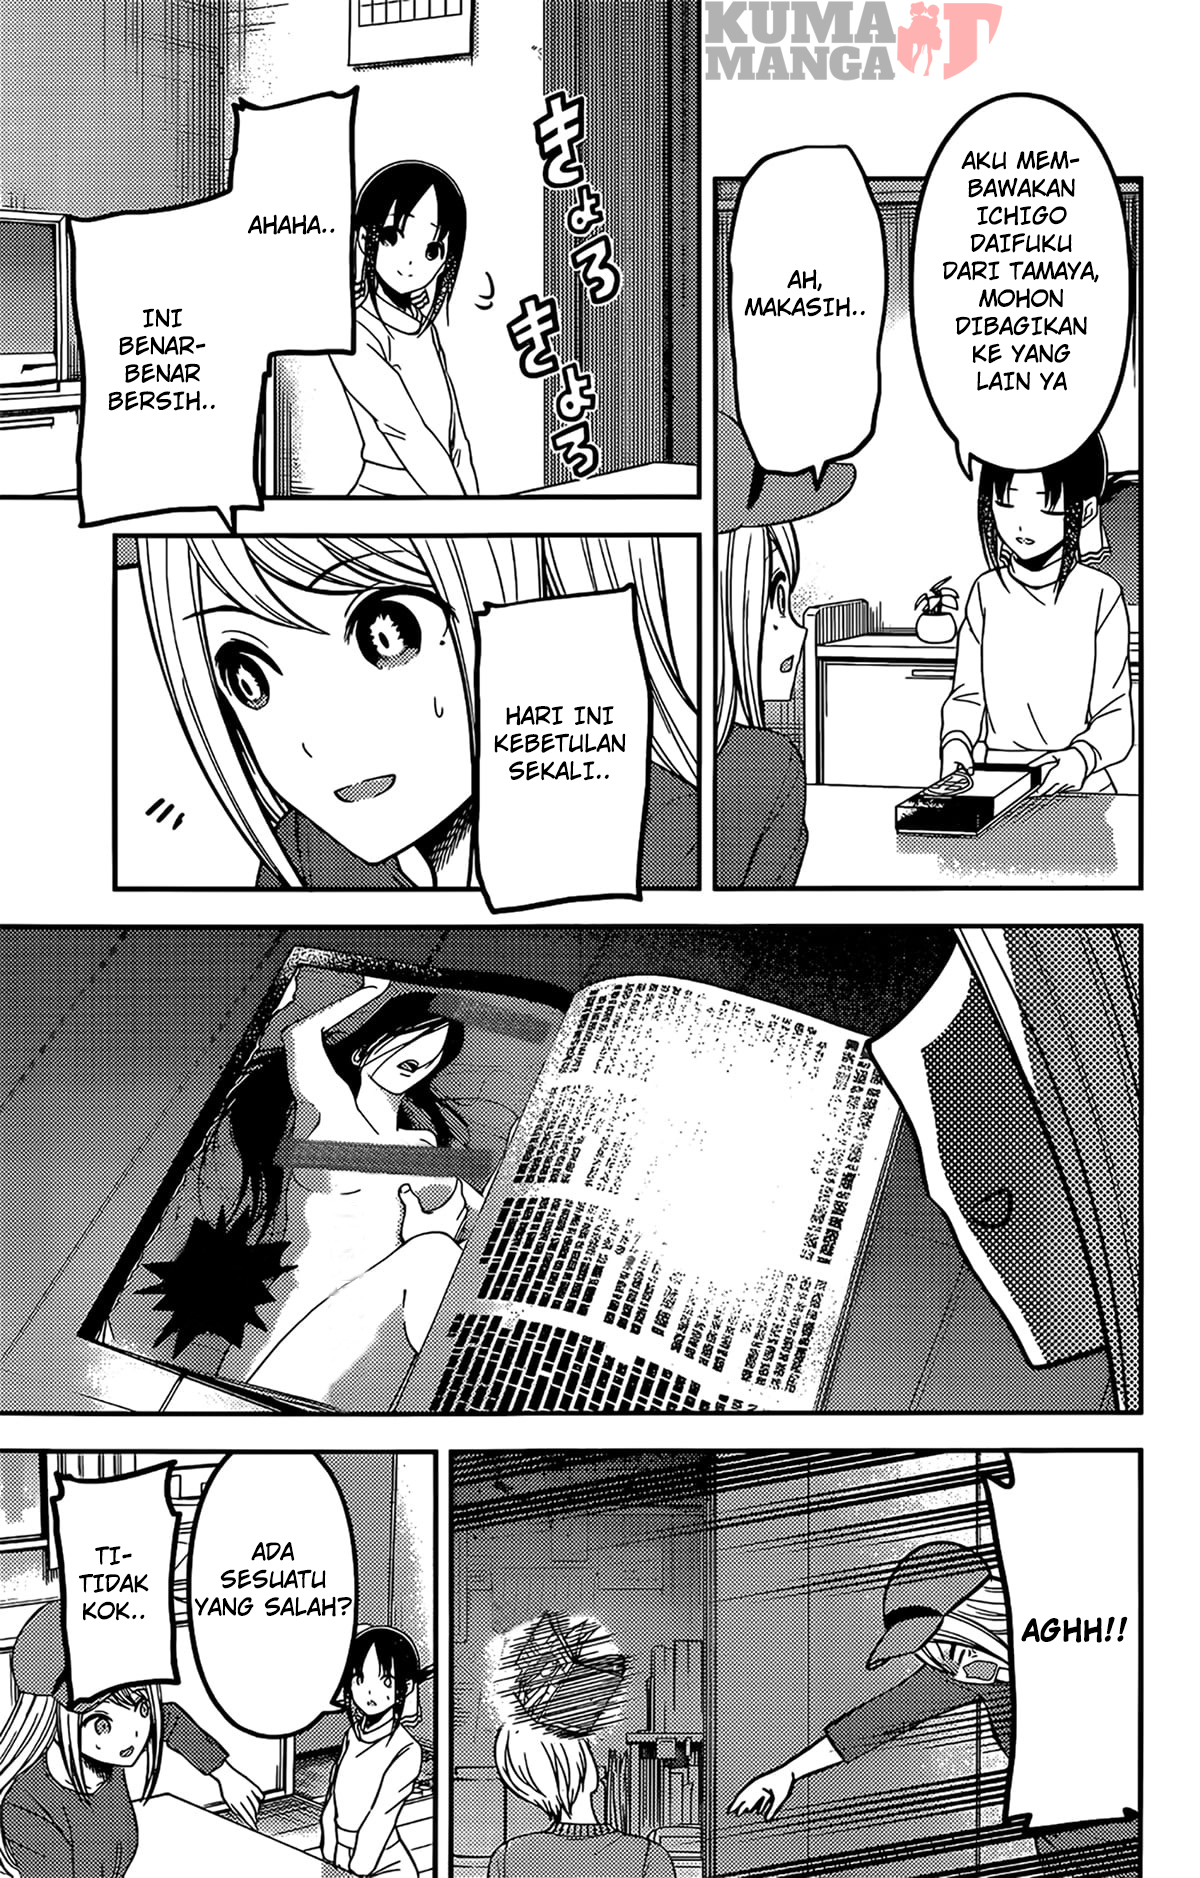 KUMA
MANGA
AKU MEM-
BAWAKAN
ICHIGO
DAIFUKU
DARI TAMAYA,
MOHON
DIBAGIKAN
KE YANG
LAIN YA
AH,
MAKASIH..
きょろ
きょろ
AHAHA..
INI
BENAR-
BENAR
BERSIH..
HARI INI
KEBETULAN
SEKALI..
AGHH!!
ADA
SESUATU
YANG SALAH?
TI-
TIDAK
KOK..